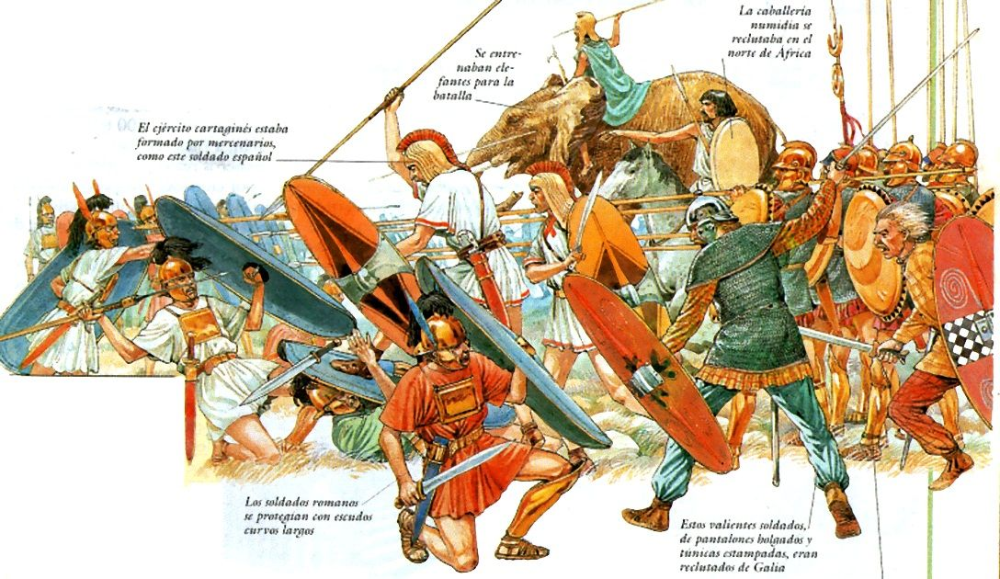 La caballería
numidia se
reclutaba en el
norte de África
Se entre-
naban ele-
fantes para la
batalla
El ejército cartaginés estaba
formado por mercenarios,
como este soldado español
Los soldados romanos
se protegían con escudos
curvos largos
Estos valientes soldados,
de pantalones holgados y
túnicas estampadas, eran
reclutados de Galia